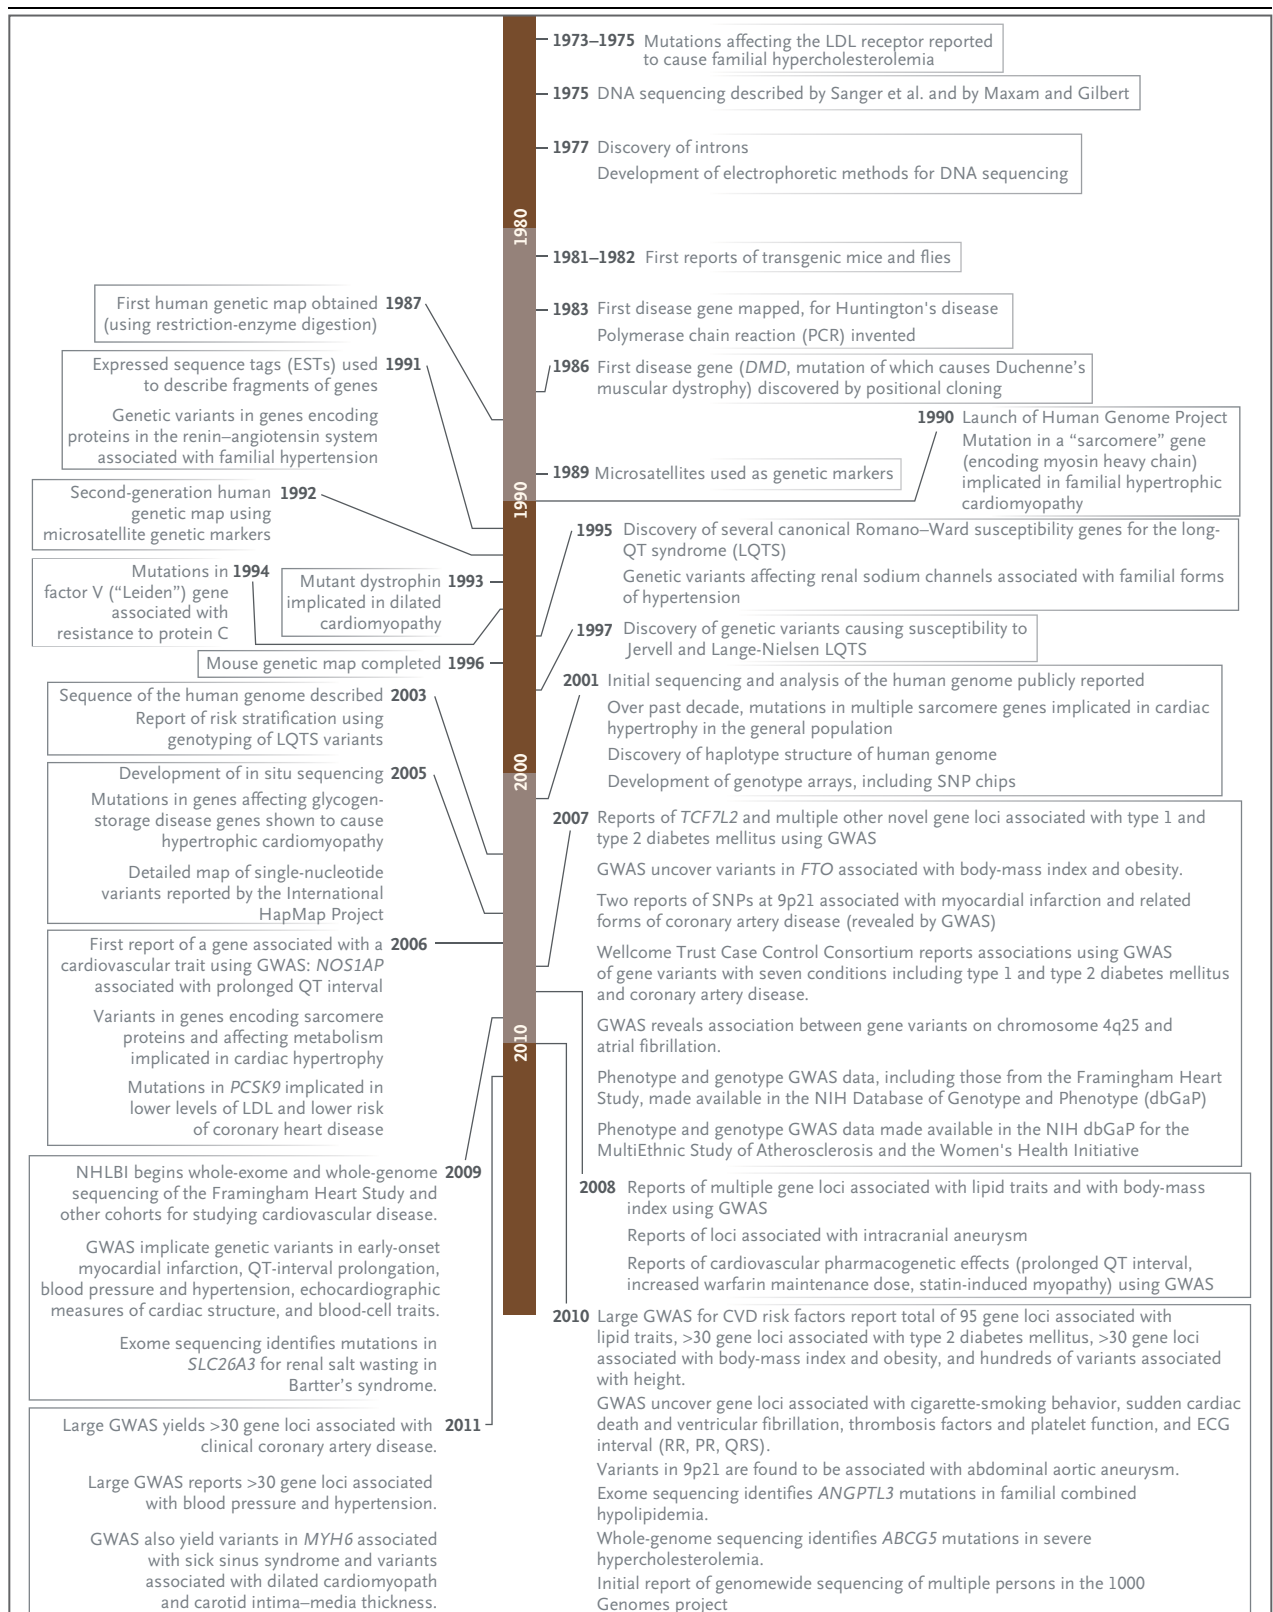 1973–1975 Mutations affecting the LDL receptor reported
to cause familial hypercholesterolemia
1975 DNA sequencing described by Sanger et al. and by Maxam and Gilbert
1977 Discovery of introns
Development of electrophoretic methods for DNA sequencing
1980
1981–1982 First reports of transgenic mice and flies
1983 First disease gene mapped, for Huntington's disease
Polymerase chain reaction (PCR) invented
1986 First disease gene (DMD, mutation of which causes Duchenne's
muscular dystrophy) discovered by positional cloning
First human genetic map obtained 1987
(using restriction-enzyme digestion)
1989 Microsatellites used as genetic markers
1990
1990 Launch of Human Genome Project
Mutation in a “sarcomere” gene
(encoding myosin heavy chain)
implicated in familial hypertrophic
cardiomyopathy
Expressed sequence tags (ESTs) used 1991
to describe fragments of genes
Genetic variants in genes encoding
proteins in the renin–angiotensin system
associated with familial hypertension
Second-generation human 1992
genetic map using
microsatellite genetic markers
Mutant dystrophin 1993
implicated in dilated
cardiomyopathy
Mutations in 1994
factor V (“Leiden”) gene
associated with
resistance to protein C
1995 Discovery of several canonical Romano–Ward susceptibility genes for the long-
QT syndrome (LQTS)
Genetic variants affecting renal sodium channels associated with familial forms
of hypertension
Mouse genetic map completed 1996
1997 Discovery of genetic variants causing susceptibility to
Jervell and Lange-Nielsen LQTS
2000
2001 Initial sequencing and analysis of the human genome publicly reported
Over past decade, mutations in multiple sarcomere genes implicated in cardiac
hypertrophy in the general population
Discovery of haplotype structure of human genome
Development of genotype arrays, including SNP chips
Sequence of the human genome described 2003
Report of risk stratification using
genotyping of LQTS variants
Development of in situ sequencing 2005
Mutations in genes affecting glycogen-
storage disease genes shown to cause
hypertrophic cardiomyopathy
Detailed map of single-nucleotide
variants reported by the International
HapMap Project
First report of a gene associated with a 2006
cardiovascular trait using GWAS: NOS1AP
associated with prolonged QT interval
Variants in genes encoding sarcomere
proteins and affecting metabolism
implicated in cardiac hypertrophy
Mutations in PCSK9 implicated in
lower levels of LDL and lower risk
of coronary heart disease
2007 Reports of TCF7L2 and multiple other novel gene loci associated with type 1 and
type 2 diabetes mellitus using GWAS
GWAS uncover variants in FTO associated with body-mass index and obesity.
Two reports of SNPs at 9p21 associated with myocardial infarction and related
forms of coronary artery disease (revealed by GWAS)
Wellcome Trust Case Control Consortium reports associations using GWAS
of gene variants with seven conditions including type 1 and type 2 diabetes mellitus
and coronary artery disease.
GWAS reveals association between gene variants on chromosome 4q25 and
atrial fibrillation.
Phenotype and genotype GWAS data, including those from the Framingham Heart
Study, made available in the NIH Database of Genotype and Phenotype (dbGaP)
Phenotype and genotype GWAS data made available in the NIH dbGaP for the
MultiEthnic Study of Atherosclerosis and the Women's Health Initiative
2008 Reports of multiple gene loci associated with lipid traits and with body-mass
index using GWAS
Reports of loci associated with intracranial aneurysm
Reports of cardiovascular pharmacogenetic effects (prolonged QT interval,
increased warfarin maintenance dose, statin-induced myopathy) using GWAS
NHLBI begins whole-exome and whole-genome 2009
sequencing of the Framingham Heart Study and
other cohorts for studying cardiovascular disease.
GWAS implicate genetic variants in early-onset
myocardial infarction, QT-interval prolongation,
blood pressure and hypertension, echocardiographic
measures of cardiac structure, and blood-cell traits.
Exome sequencing identifies mutations in
SLC26A3 for renal salt wasting in
Bartter’s syndrome.
2010
2010 Large GWAS for CVD risk factors report total of 95 gene loci associated with
lipid traits, >30 gene loci associated with type 2 diabetes mellitus, >30 gene loci
associated with body-mass index and obesity, and hundreds of variants associated
with height.
GWAS uncover gene loci associated with cigarette-smoking behavior, sudden cardiac
death and ventricular fibrillation, thrombosis factors and platelet function, and ECG
interval (RR, PR, QRS).
Variants in 9p21 are found to be associated with abdominal aortic aneurysm.
Exome sequencing identifies ANGPTL3 mutations in familial combined
hypolipidemia.
Whole-genome sequencing identifies ABCG5 mutations in severe
hypercholesterolemia.
Initial report of genomewide sequencing of multiple persons in the 1000
Genomes project
Large GWAS yields >30 gene loci associated with 2011
clinical coronary artery disease.
Large GWAS reports >30 gene loci associated
with blood pressure and hypertension.
GWAS also yield variants in MYH6 associated
with sick sinus syndrome and variants
associated with dilated cardiomyopath
and carotid intima–media thickness.